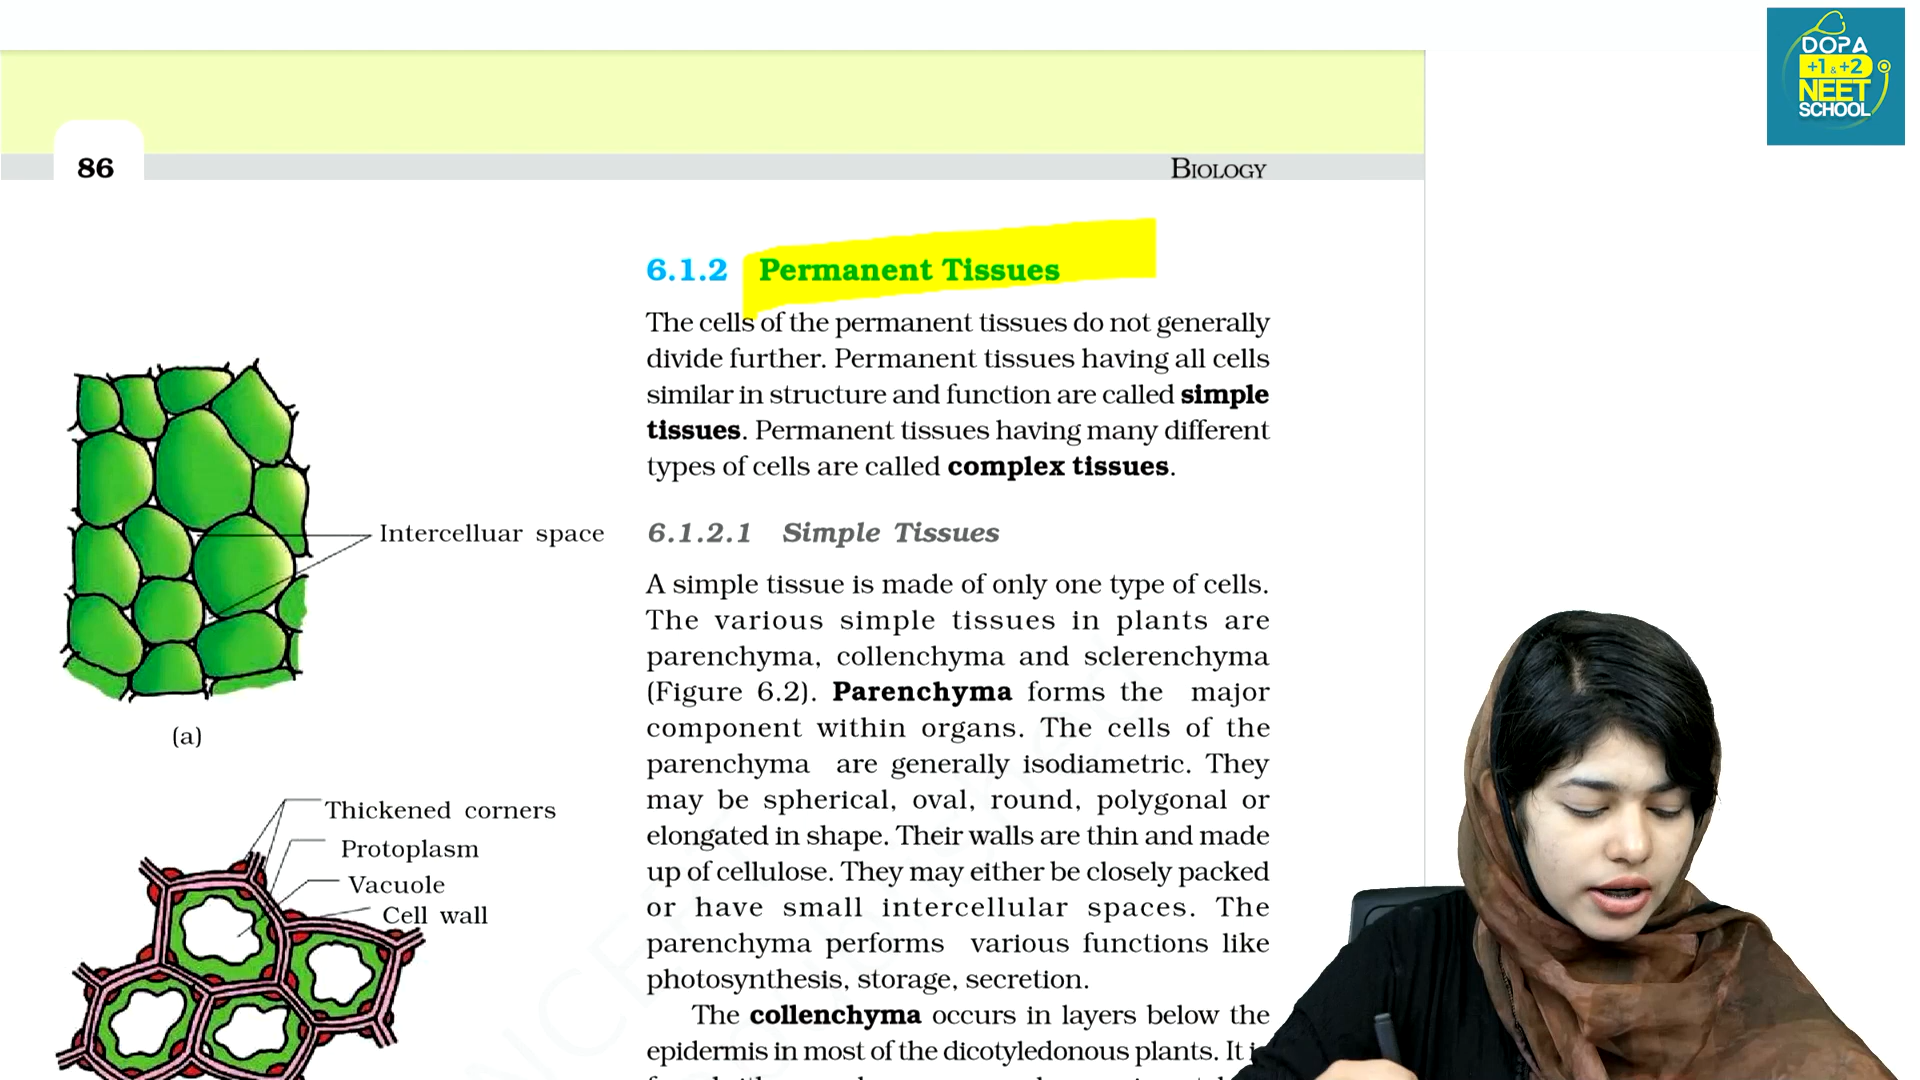 DOPA
+1 & +2
NEET
SCHOOL
86
BIOLOGY
6.1.2 Permanent Tissues
The cells of the permanent tissues do not generally
divide further. Permanent tissues having all cells
similar in structure and function are called simple
tissues. Permanent tissues having many different
types of cells are called complex tissues.
Intercelluar space
6.1.2.1 Simple Tissues
A simple tissue is made of only one type of cells.
The various simple tissues in plants are
parenchyma, collenchyma and sclerenchyma
(Figure 6.2). Parenchyma forms the major
component within organs. The cells of the
parenchyma are generally isodiametric. They
may be spherical, oval, round, polygonal or
elongated in shape. Their walls are thin and made
up of cellulose. They may either be closely packed
or have small intercellular spaces. The
parenchyma performs various functions like
photosynthesis, storage, secretion.
The collenchyma occurs in layers below the
epidermis in most of the dicotyledonous plants. It
(a)
Thickened corners
Protoplasm
Vacuole
Cell wall